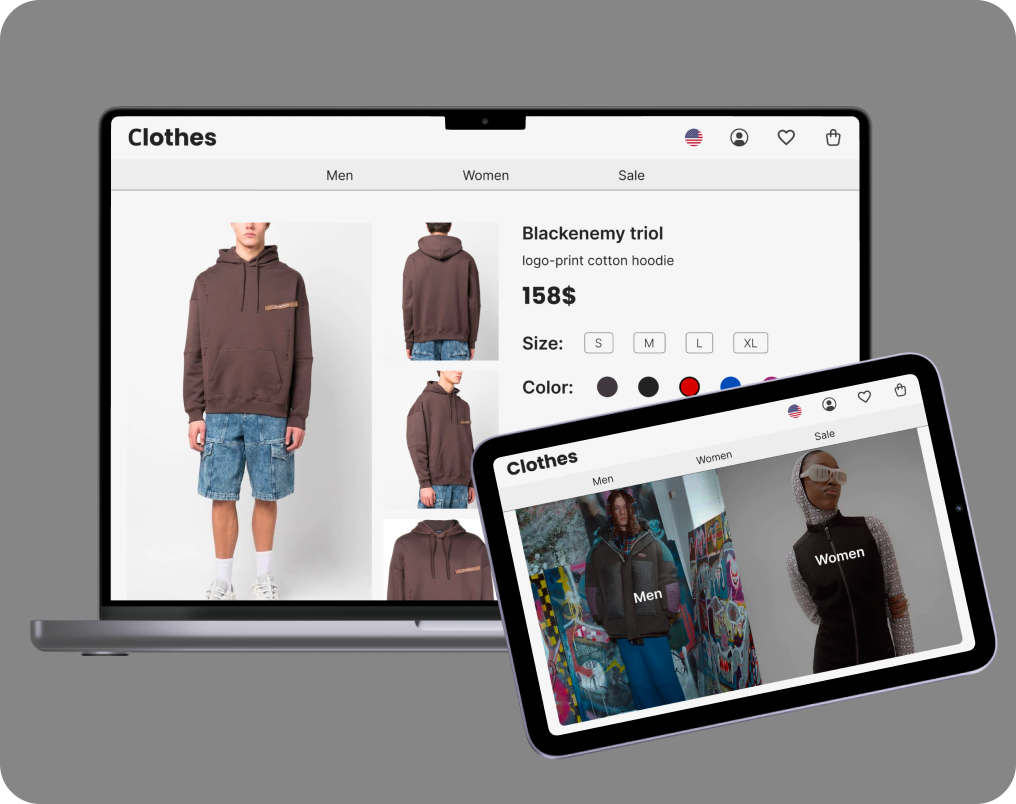 Clothes
Men Women Sale
Blackenemy triol
logo-print cotton hoodie
158$
Size: S M L XL
Color:
Clothes
Men Women Sale
Men
Women